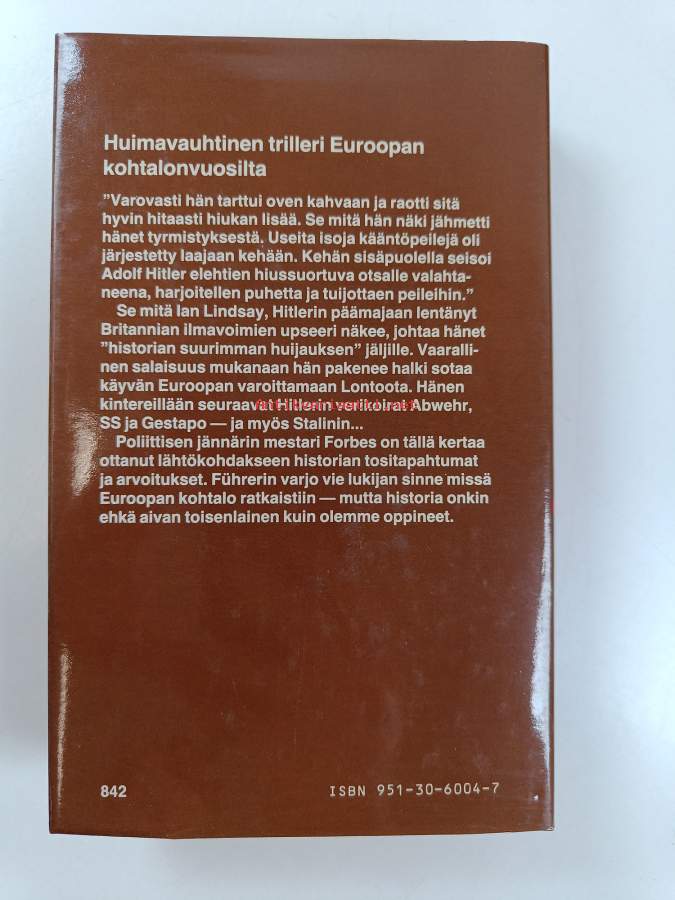 Huimavauhtinen trilleri Euroopan
kohtalonvuosilta
”Varovasti hän tarttui oven kahvaan ja raotti sitä
hyvin hitaasti hiukan lisää. Se mitä hän näki jähmetti
hänet tyrmistyksestä. Useita isoja kääntöpeilejä oli
järjestetty laajaan kehään. Kehän sisäpuolella seisoi
Adolf Hitler elehtien hiussuortuva otsalle valahta-
neena, harjoitellen puhetta ja tuijottaen peileihin.”
Se mitä Ian Lindsay, Hitlerin päämajaan lentänyt
Britannian ilmavoimien upseeri näkee, johtaa hänet
”historian suurimman huijauksen” jäljille. Vaaralli-
nen salaisuus mukanaan hän pakenee halki sotaa
käyvän Euroopan varoittamaan Lontoota. Hänen
kintereillään seuraavat Hitlerin vakoojat Abwehr,
SS ja Gestapo — ja myös Stalinin...
Poliittisen jännärin mestari Forbes on tällä kertaa
ottanut lähtökohdakseen historian tositapahtumat
ja arvoitukset. Führerin varjo vie lukijan sinne missä
Euroopan kohtalo ratkaistiin — mutta historia onkin
ehkä aivan toisenlainen kuin olemme oppineet.
842
ISBN 951-30-6004-7